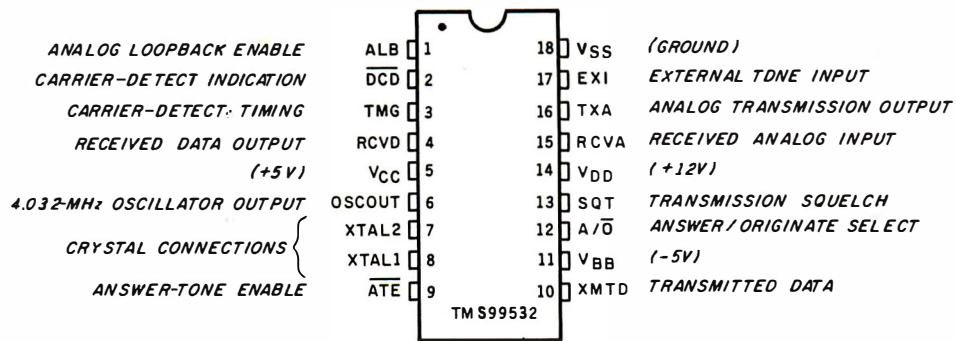 ANALOG LOOPBACK ENABLE ALB 1 18 VSS (GROUND)
CARRIER-DETECT INDICATION D̅C̅D̅ 2 17 EXI EXTERNAL TDNE INPUT
CARRIER-DETECT: TIMING TMG 3 16 TXA ANALOG TRANSMISSION OUTPUT
RECEIVED DATA OUTPUT RCVD 4 15 RCVA RECEIVED ANALOG INPUT
(+5V) VCC 5 14 VDD (+12V)
4.032-MHz OSCILLATOR OUTPUT OSCOUT 6 13 SQT TRANSMISSION SQUELCH
XTAL2 7 12 A/O̅ ANSWER/ORIGINATE SELECT
CRYSTAL CONNECTIONS
XTAL1 8 11 VBB (-5V)
ANSWER-TONE ENABLE A̅T̅E̅ 9 10 XMTD TRANSMITTED DATA
TMS99532